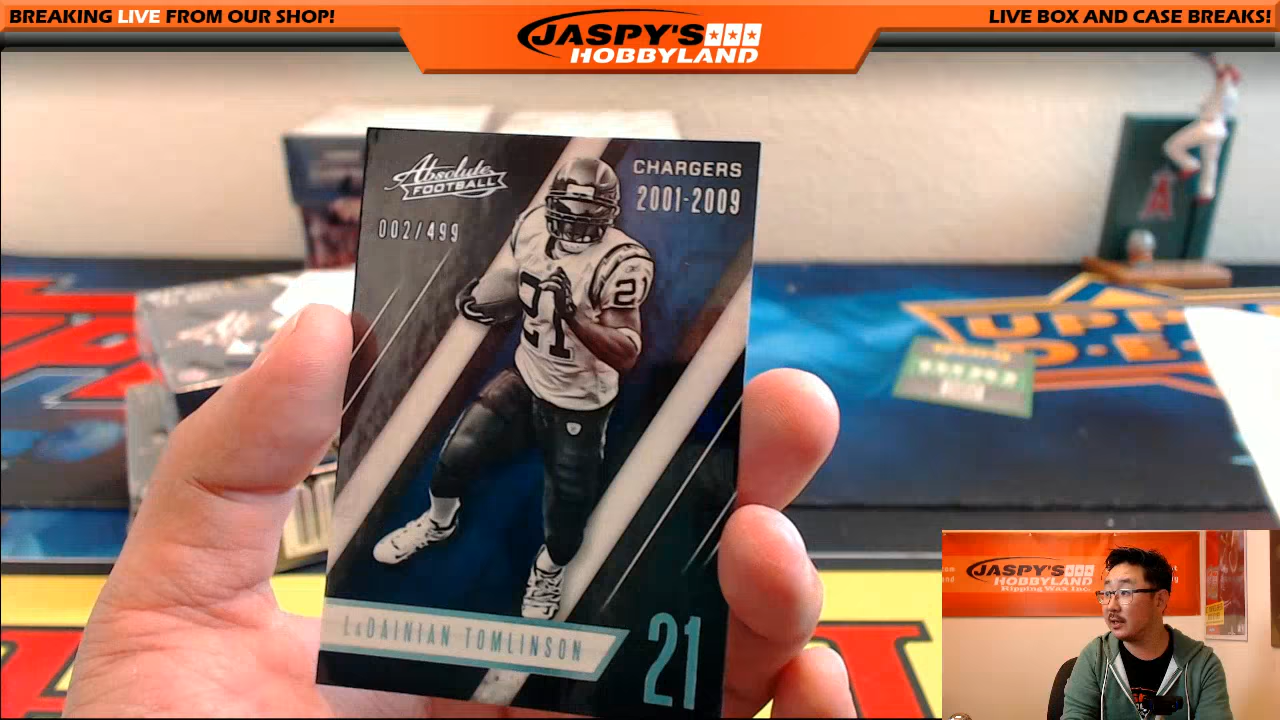 BREAKING LIVE FROM OUR SHOP!
JASPY'S
HOBBYLAND
LIVE BOX AND CASE BREAKS!
Absolute
FOOTBALL
002/499
CHARGERS
2001-2009
21
21
LaDAINIAN TOMLINSON
21
A
UPP
D.E
JASPY'S
HOBBYLAND
Ripping Wax Inc.